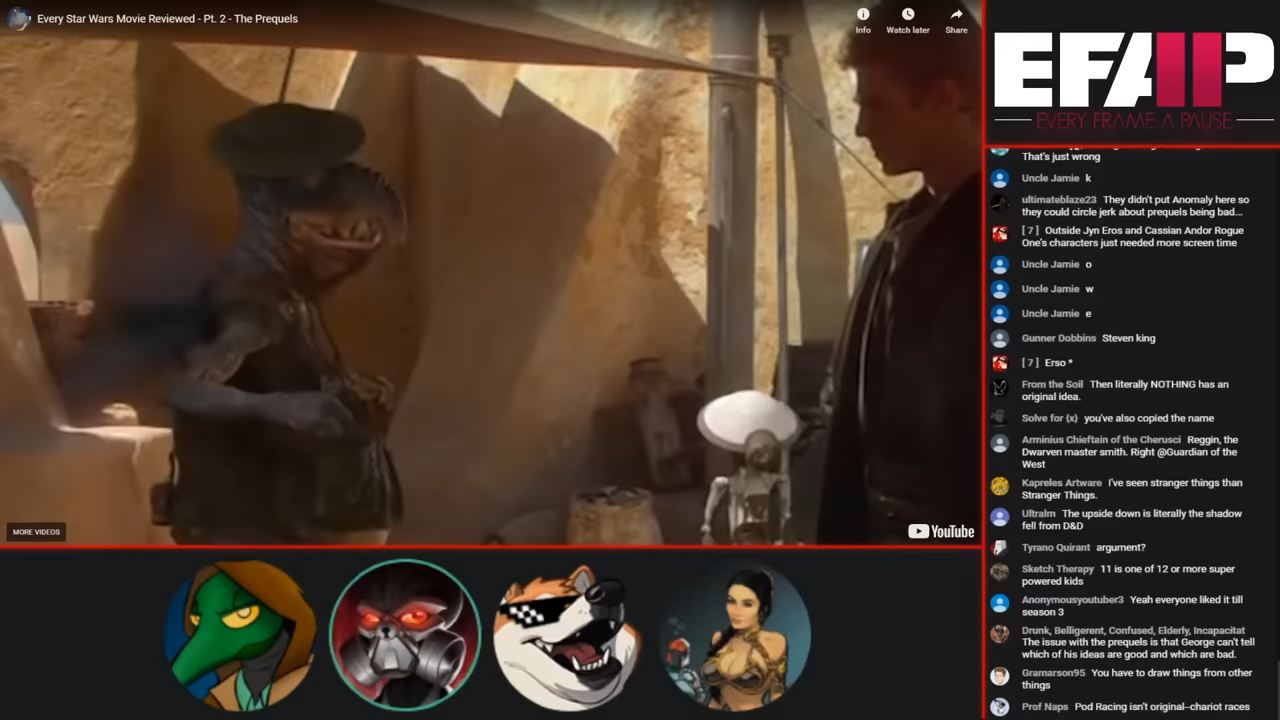 Every Star Wars Movie Reviewed - Pt. 2 - The Prequels
Info
Watch later
Share
MORE VIDEOS
YouTube
EFAP
EVERY FRAME A PAUSE
That's just wrong
Uncle Jamie k
ultimateblaze23 They didn't put Anomaly here so
they could circle jerk about prequels being bad...
[ 7 ] Outside Jyn Eros and Cassian Andor Rogue
One's characters just needed more screen time
Uncle Jamie o
Uncle Jamie w
Uncle Jamie e
Gunner Dobbins Steven king
[ 7 ] Erso *
From the Soil Then literally NOTHING has an
original idea.
Solve for {x} you've also copied the name
Arminius Chieftain of the Cherusci Reggin, the
Dwarven master smith. Right @Guardian of the
West
Kapreles Artware I've seen stranger things than
Stranger Things.
Ultralm The upside down is literally the shadow
fell from D&D
Tyrano Quirant argument?
Sketch Therapy 11 is one of 12 or more super
powered kids
Anonymousyoutuber3 Yeah everyone liked it till
season 3
Drunk, Belligerent, Confused, Elderly, Incapacitat
The issue with the prequels is that George can't tell
which of his ideas are good and which are bad.
Gramarson95 You have to draw things from other
things
Prof Naps Pod Racing isn't original--chariot races